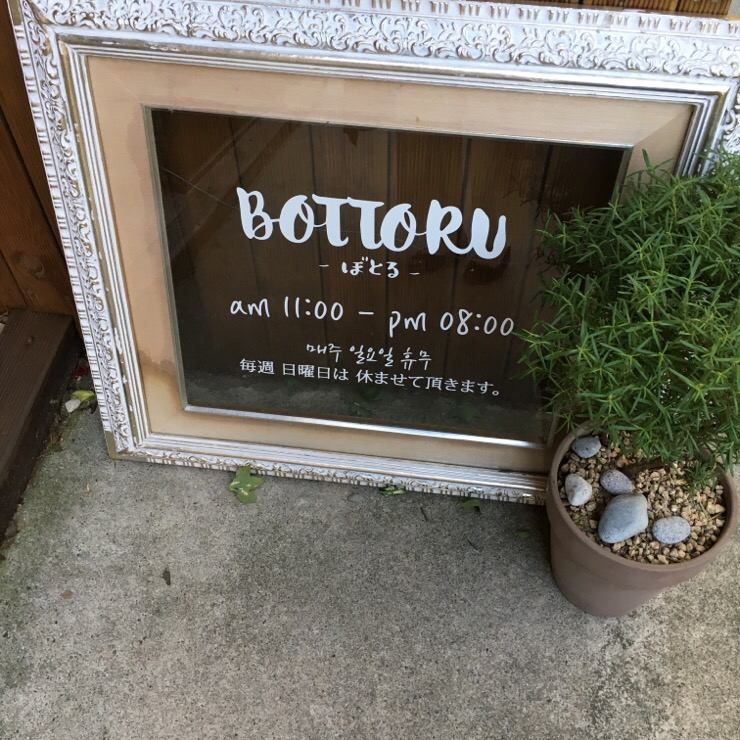 BOTTORU
- ぼとる -
am 11:00 - pm 08:00
매주 일요일 휴무
毎週 日曜日は 休ませて頂きます。